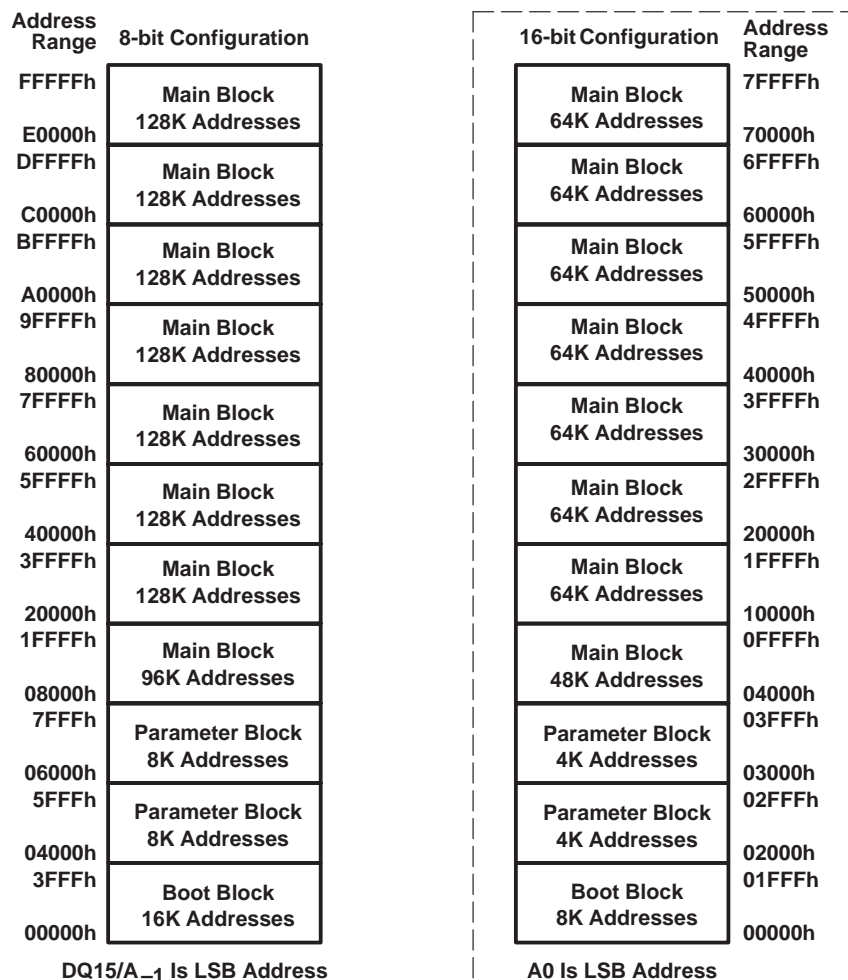 Address
Range
8-bit Configuration
FFFFFh
Main Block
128K Addresses
E0000h
DFFFFh
Main Block
128K Addresses
C0000h
BFFFFh
Main Block
128K Addresses
A0000h
9FFFFh
Main Block
128K Addresses
80000h
7FFFFh
Main Block
128K Addresses
60000h
5FFFFh
Main Block
128K Addresses
40000h
3FFFFh
Main Block
128K Addresses
20000h
1FFFFh
Main Block
96K Addresses
08000h
7FFFh
Parameter Block
8K Addresses
06000h
5FFFh
Parameter Block
8K Addresses
04000h
3FFFh
Boot Block
16K Addresses
00000h
DQ15/A–1 Is LSB Address
16-bit Configuration
Address
Range
7FFFFh
Main Block
64K Addresses
70000h
6FFFFh
Main Block
64K Addresses
60000h
5FFFFh
Main Block
64K Addresses
50000h
4FFFFh
Main Block
64K Addresses
40000h
3FFFFh
Main Block
64K Addresses
30000h
2FFFFh
Main Block
64K Addresses
20000h
1FFFFh
Main Block
64K Addresses
10000h
0FFFFh
Main Block
48K Addresses
04000h
03FFFh
Parameter Block
4K Addresses
03000h
02FFFh
Parameter Block
4K Addresses
02000h
01FFFh
Boot Block
8K Addresses
00000h
A0 Is LSB Address